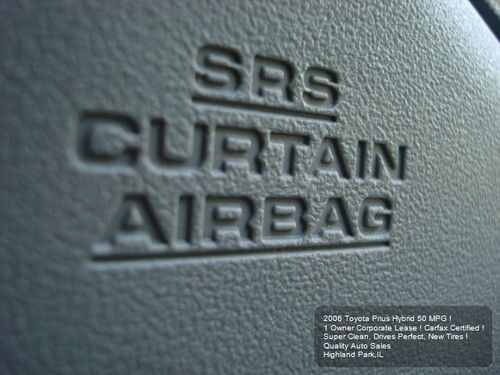 SRS
CURTAIN
AIRBAG
2006 Toyota Prius Hybrid 50 MPG !
1 Owner Corporate Lease ! Carfax Certified !
Super Clean, Drives Perfect, New Tires !
Quality Auto Sales
Highland Park,IL